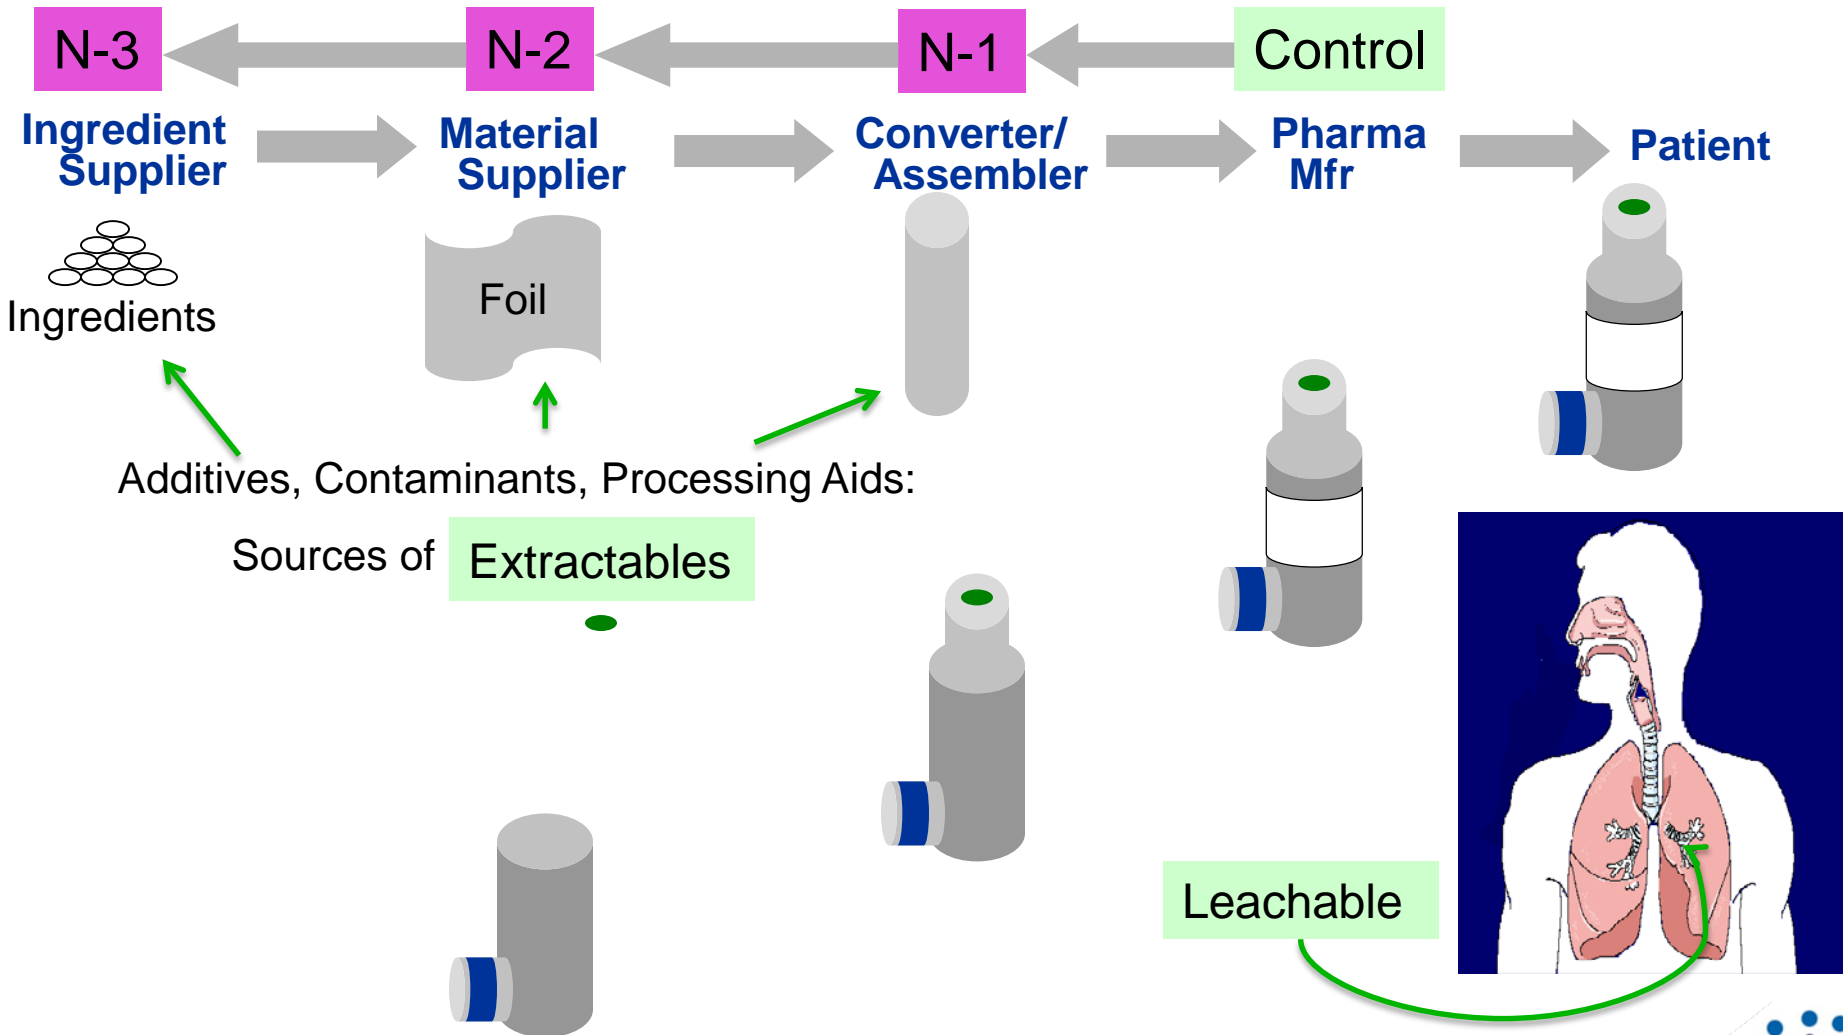 N-3
N-2
N-1
Control
Ingredient
Supplier
Material
Supplier
Converter/
Assembler
Pharma
Mfr
Patient
Ingredients
Foil
Additives, Contaminants, Processing Aids:
Sources of Extractables
Leachable